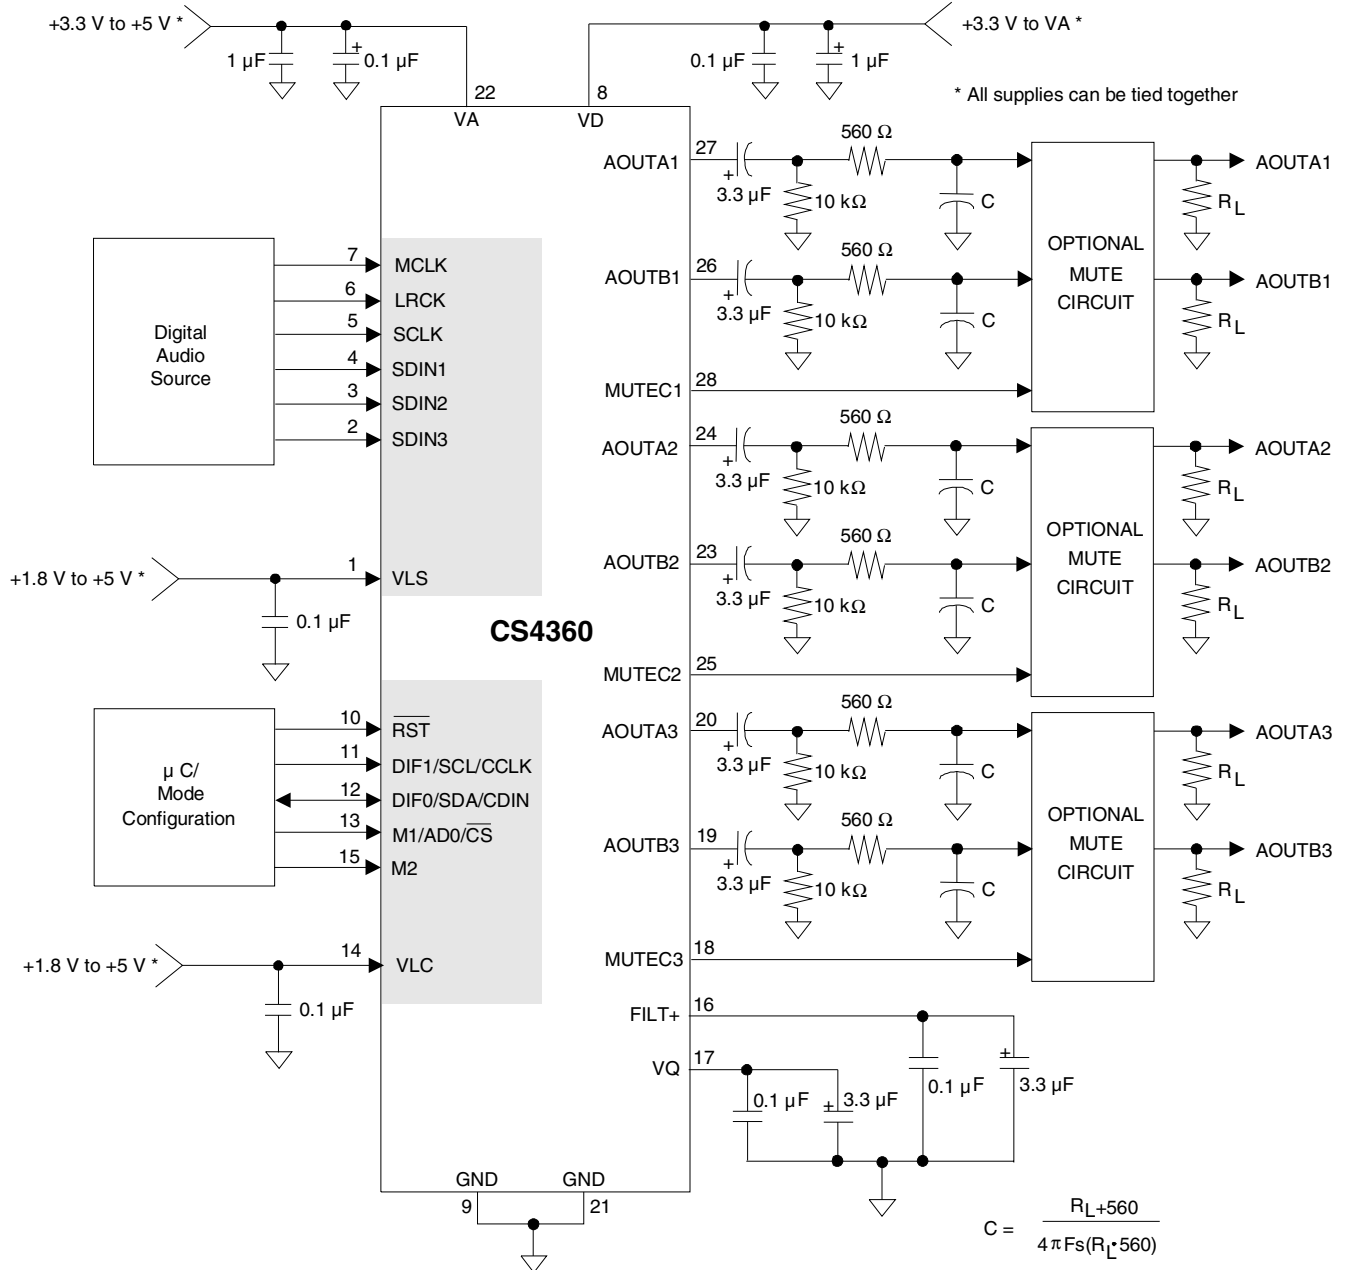 +3.3 V to +5 V *
1 µF
+
0.1 µF
22
VA
8
VD
0.1 µF
+
1 µF
+3.3 V to VA *
* All supplies can be tied together
Digital
Audio
Source
7
MCLK
6
LRCK
5
SCLK
4
SDIN1
3
SDIN2
2
SDIN3
+1.8 V to +5 V *
0.1 µF
1
VLS
CS4360
µ C/
Mode
Configuration
10
RST
11
DIF1/SCL/CCLK
12
DIF0/SDA/CDIN
13
M1/AD0/CS
15
M2
+1.8 V to +5 V *
0.1 µF
14
VLC
GND
9
GND
21
AOUTA1
27
+
3.3 µF
10 kΩ
560 Ω
C
AOUTB1
26
+
3.3 µF
10 kΩ
560 Ω
C
MUTEC1
28
OPTIONAL
MUTE
CIRCUIT
AOUTA1
RL
AOUTB1
RL
AOUTA2
24
+
3.3 µF
10 kΩ
560 Ω
C
AOUTB2
23
+
3.3 µF
10 kΩ
560 Ω
C
MUTEC2
25
OPTIONAL
MUTE
CIRCUIT
AOUTA2
RL
AOUTB2
RL
AOUTA3
20
+
3.3 µF
10 kΩ
560 Ω
C
AOUTB3
19
+
3.3 µF
10 kΩ
560 Ω
C
MUTEC3
18
OPTIONAL
MUTE
CIRCUIT
AOUTA3
RL
AOUTB3
RL
FILT+
16
0.1 µF
+
3.3 µF
VQ
17
0.1 µF
+
3.3 µF
C =
RL+560
4πFs(RL•560)